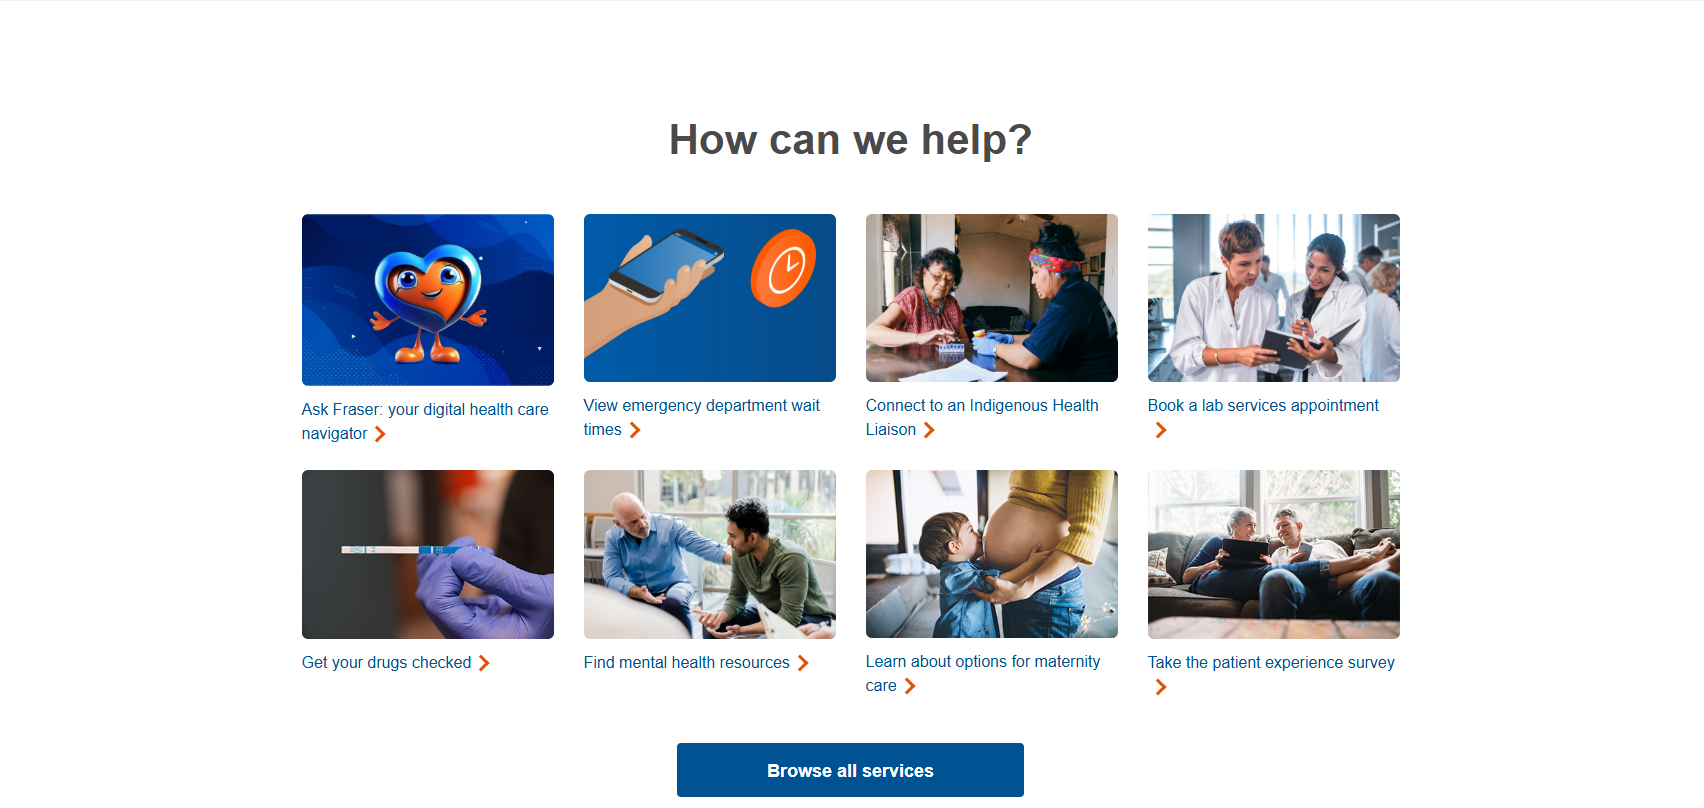 How can we help?
Ask Fraser: your digital health care
navigator
View emergency department wait
times
Connect to an Indigenous Health
Liaison
Book a lab services appointment
Get your drugs checked
Find mental health resources
Learn about options for maternity
care
Take the patient experience survey
Browse all services